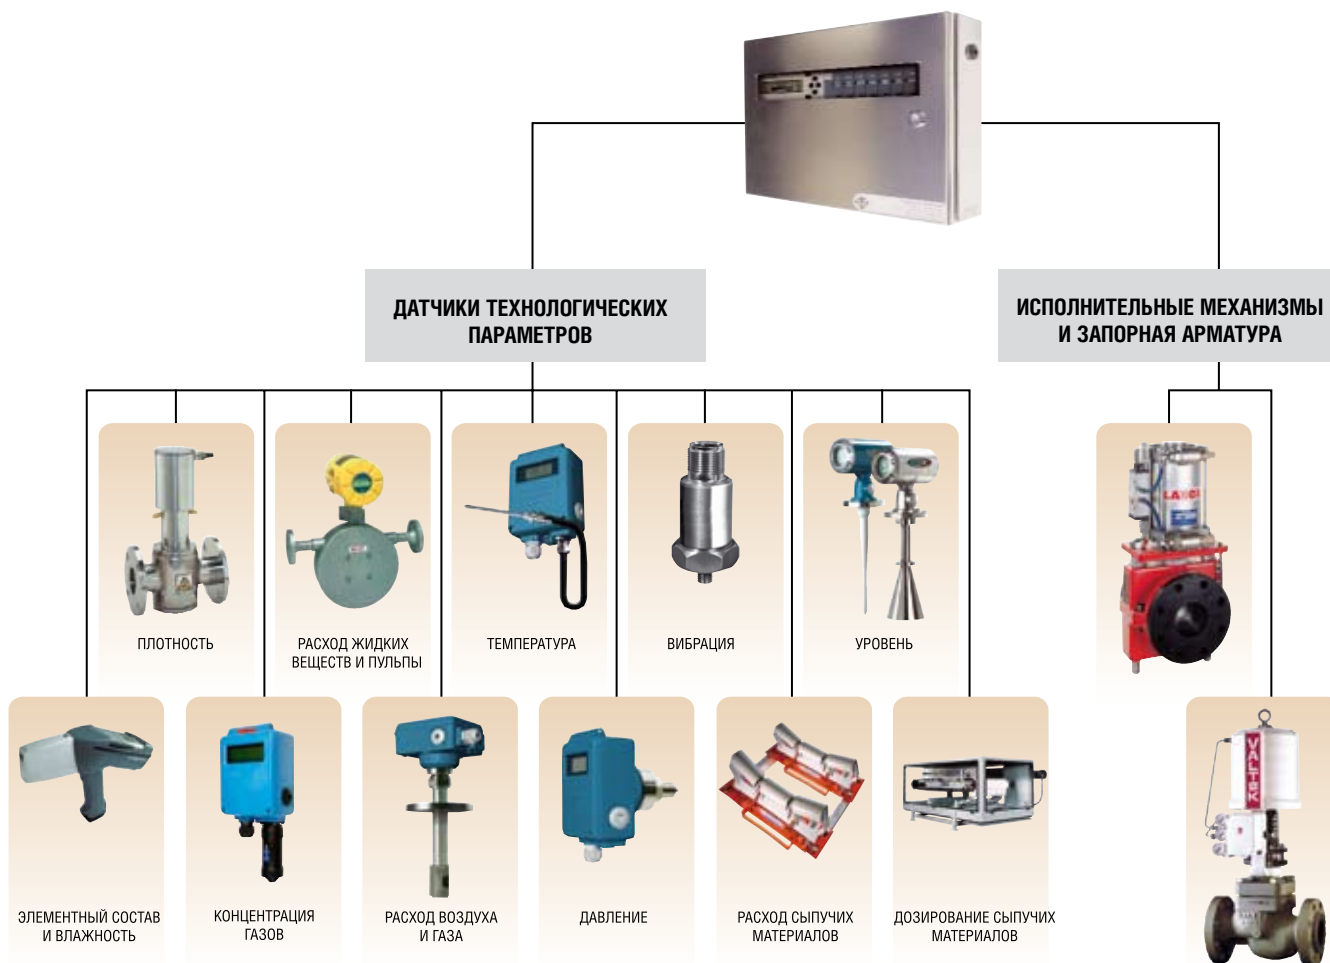 ДАТЧИКИ ТЕХНОЛОГИЧЕСКИХ
ПАРАМЕТРОВ
ИСПОЛНИТЕЛЬНЫЕ МЕХАНИЗМЫ
И ЗАПОРНАЯ АРМАТУРА
ПЛОТНОСТЬ
РАСХОД ЖИДКИХ
ВЕЩЕСТВ И ПУЛЬПЫ
ТЕМПЕРАТУРА
ВИБРАЦИЯ
УРОВЕНЬ
VALTEK
ЭЛЕМЕНТНЫЙ СОСТАВ
И ВЛАЖНОСТЬ
КОНЦЕНТРАЦИЯ
ГАЗОВ
РАСХОД ВОЗДУХА
И ГАЗА
ДАВЛЕНИЕ
РАСХОД СЫПУЧИХ
МАТЕРИАЛОВ
ДОЗИРОВАНИЕ СЫПУЧИХ
МАТЕРИАЛОВ